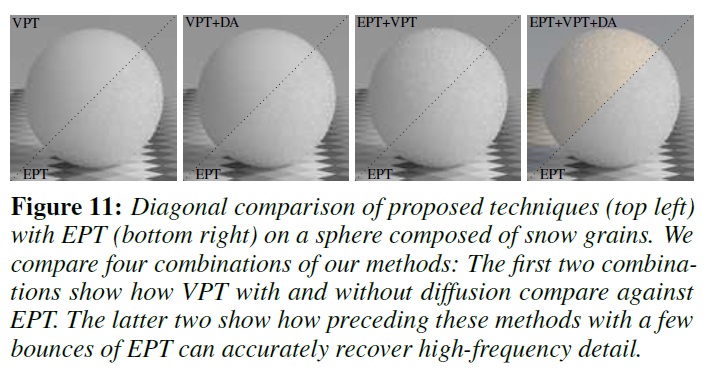 VPT VPT+DA EPT+VPT EPT+VPT+DA
EPT EPT EPT EPT
Figure 11: Diagonal comparison of proposed techniques (top left)
with EPT (bottom right) on a sphere composed of snow grains. We
compare four combinations of our methods: The first two combina-
tions show how VPT with and without diffusion compare against
EPT. The latter two show how preceding these methods with a few
bounces of EPT can accurately recover high-frequency detail.